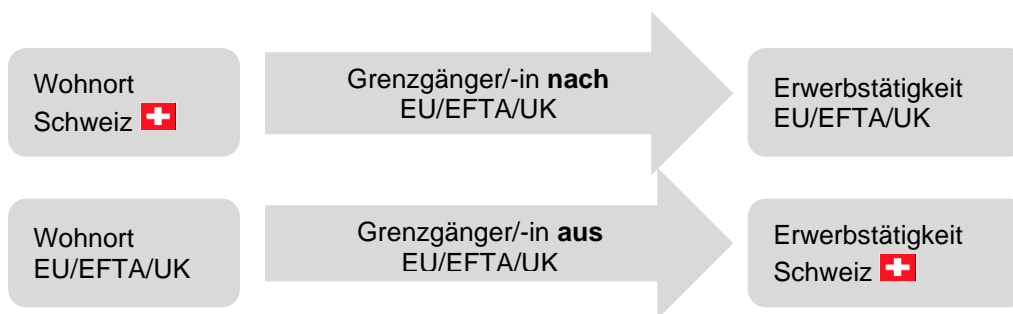 Wohnort
Schweiz
Grenzgänger/-in nach
EU/EFTA/UK
Erwerbstätigkeit
EU/EFTA/UK
Wohnort
EU/EFTA/UK
Grenzgänger/-in aus
EU/EFTA/UK
Erwerbstätigkeit
Schweiz